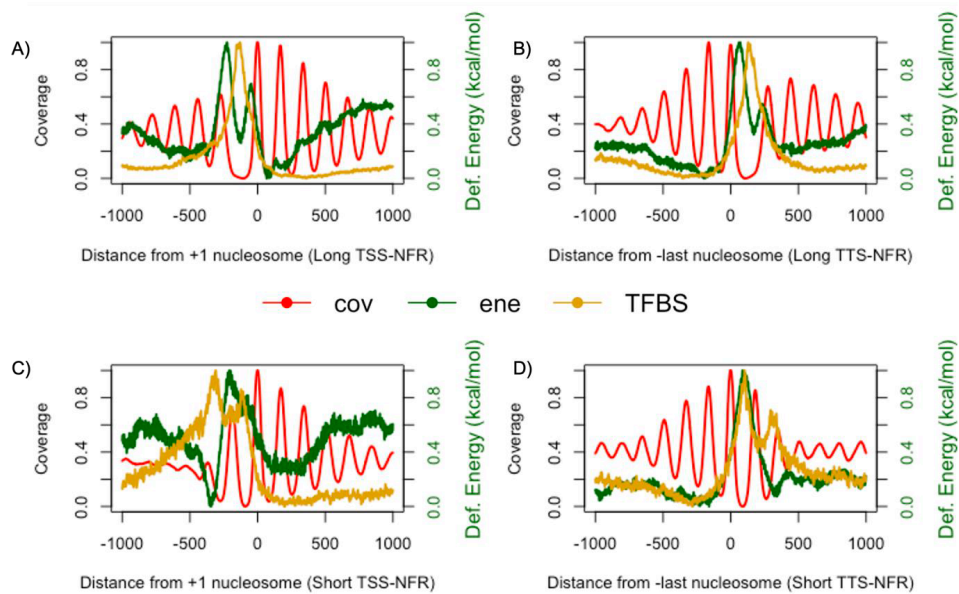 A)
Coverage
0.0 0.4 0.8
0.0 0.4 0.8
Def. Energy (kcal/mol)
-1000 -500 0 500 1000
Distance from +1 nucleosome (Long TSS-NFR)
B)
Coverage
0.0 0.4 0.8
0.0 0.4 0.8
Def. Energy (kcal/mol)
-1000 -500 0 500 1000
Distance from -last nucleosome (Long TTS-NFR)
cov ene TFBS
C)
Coverage
0.0 0.4 0.8
0.0 0.4 0.8
Def. Energy (kcal/mol)
-1000 -500 0 500 1000
Distance from +1 nucleosome (Short TSS-NFR)
D)
Coverage
0.0 0.4 0.8
0.0 0.4 0.8
Def. Energy (kcal/mol)
-1000 -500 0 500 1000
Distance from -last nucleosome (Short TTS-NFR)